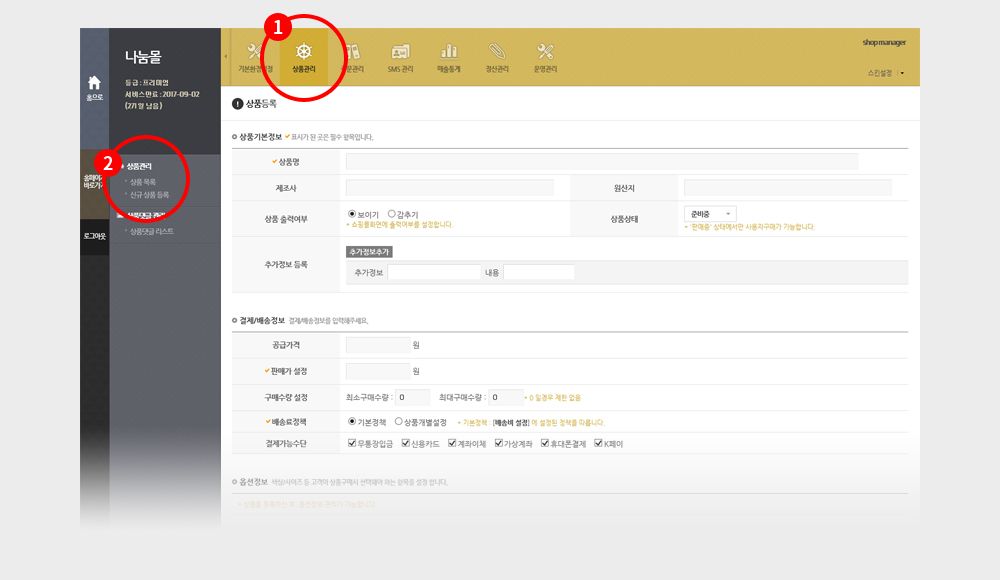 1
나눔몰
등급 : 프리미엄
서비스만료 : 2017-09-02
(271일 남음)
홈으로
상품관리
SMS 관리
매출통계
정산관리
운영관리
shop manager
스킨설정
상품등록
상품기본정보 표시가 된 곳은 필수 항목입니다.
2
상품관리
상품 목록
신규 상품 등록
상품댓글 관리
상품댓글 리스트
홈페이지
바로가기
로그아웃
상품명
제조사
원산지
상품 출력여부
보이기 감추기
* 쇼핑몰화면에 출력여부를 설정합니다.
상품상태
준비중
* '판매중' 상태에서만 사용자구매가 가능합니다.
추가정보 등록
추가정보추가
추가정보 내용
결제/배송정보 결제/배송정보를 입력해주세요.
공급가격 원
판매가 설정 원
구매수량 설정 최소구매수량 : 0 최대구매수량 : 0 * 0 일경우 제한 없음
배송료정책 기본정책 상품개별설정 * 기본정책 : [배송비 설정] 에 설정된 정책을 따릅니다.
결제가능수단 무통장입금 신용카드 계좌이체 가상계좌 휴대폰결제 K페이
옵션정보 색상/사이즈 등 고객이 상품구매시 선택해야 하는 항목을 설정 합니다.